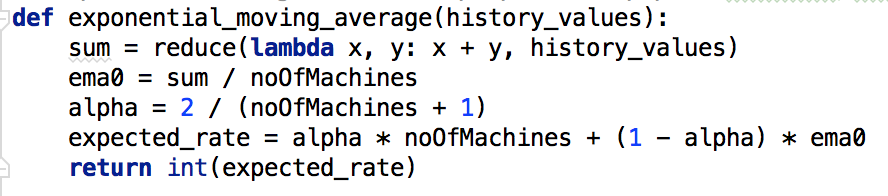 def exponential_moving_average(history_values):
    sum = reduce(lambda x, y: x + y, history_values)
    ema0 = sum / noOfMachines
    alpha = 2 / (noOfMachines + 1)
    expected_rate = alpha * noOfMachines + (1 - alpha) * ema0
    return int(expected_rate)